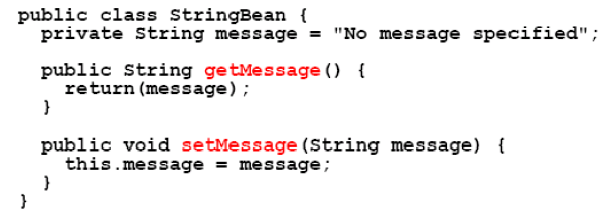 public class StringBean {
private String message = "No message specified";
public String getMessage() {
return(message);
}
public void setMessage(String message) {
this.message = message;
}
}